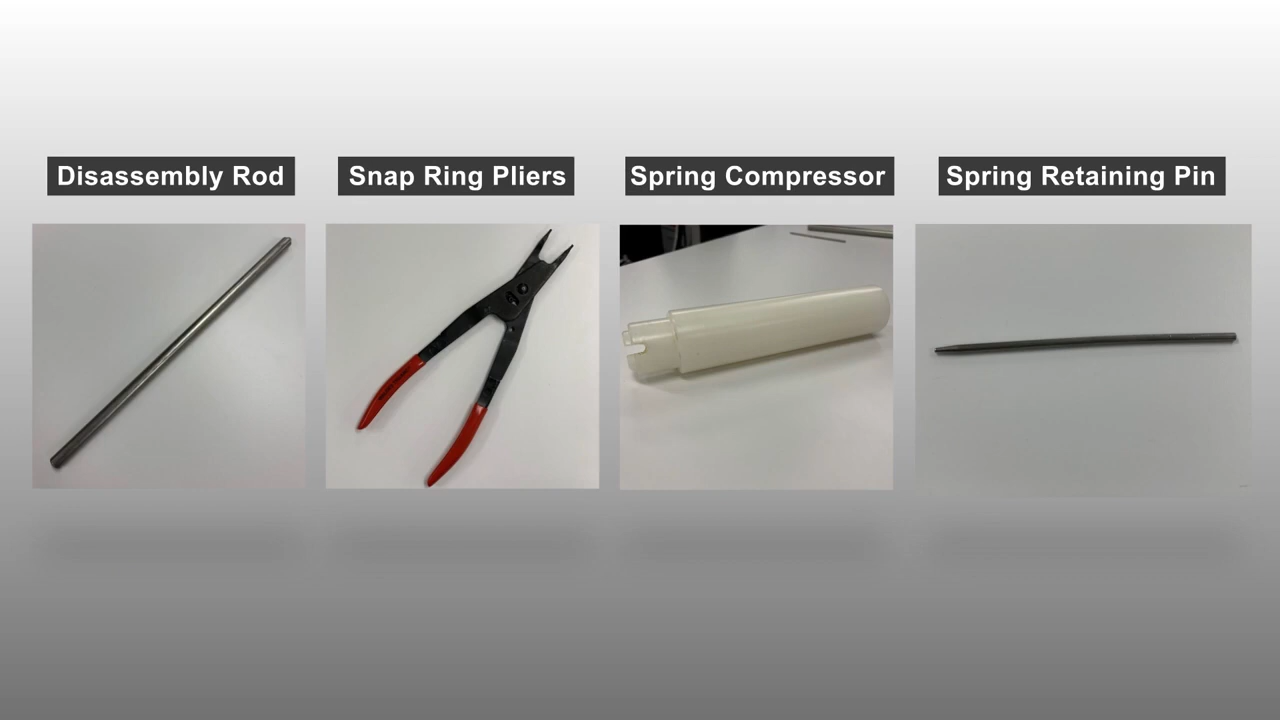 Disassembly Rod
Snap Ring Pliers
Spring Compressor
Spring Retaining Pin